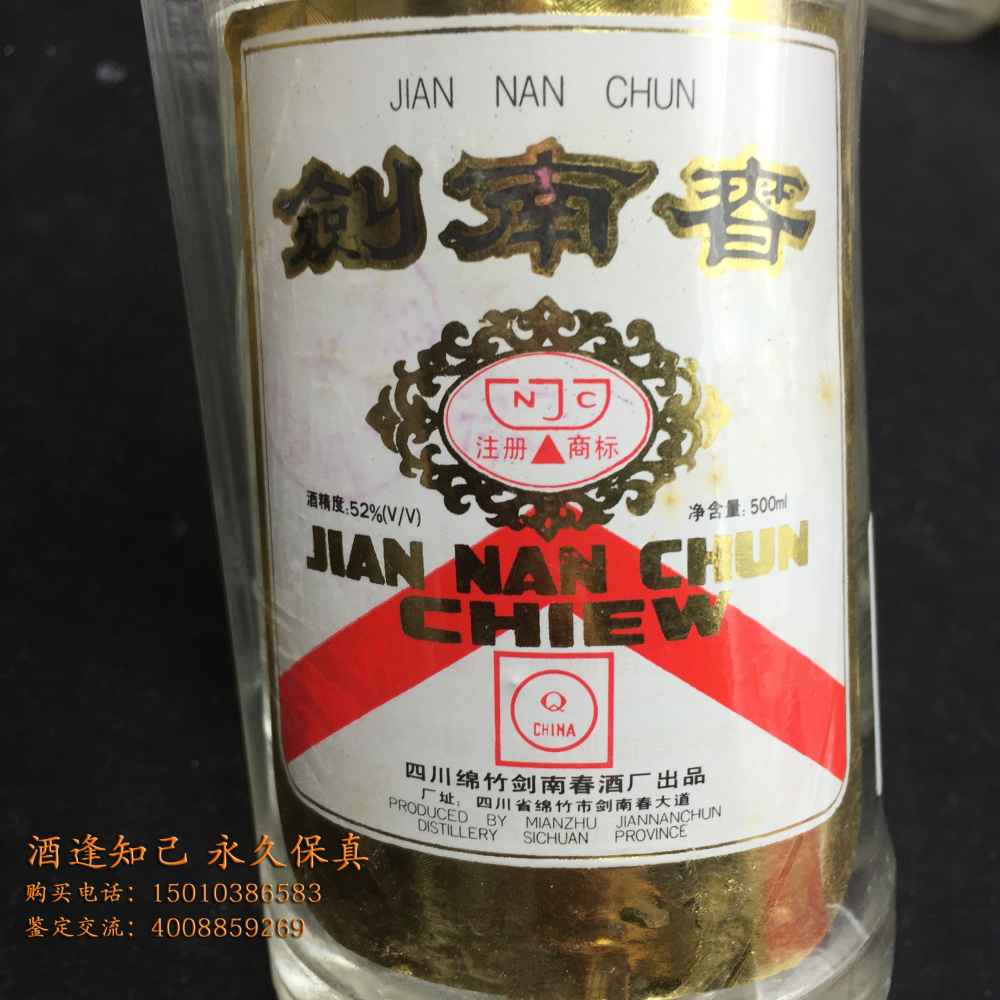 JIAN NAN CHUN
劍南春
NJC
注册 商标
酒精度:52%(V/V)
净含量:500ml
JIAN NAN CHUN
CHIEW
Q
CHINA
四川绵竹剑南春酒厂出品
厂址:四川省绵竹市剑南春大道
PRODUCED BY MIANZHU JIANNANCHUN
DISTILLERY SICHUAN PROVINCE
酒逢知己 永久保真
购买电话: 15010386583
鉴定交流: 4008859269